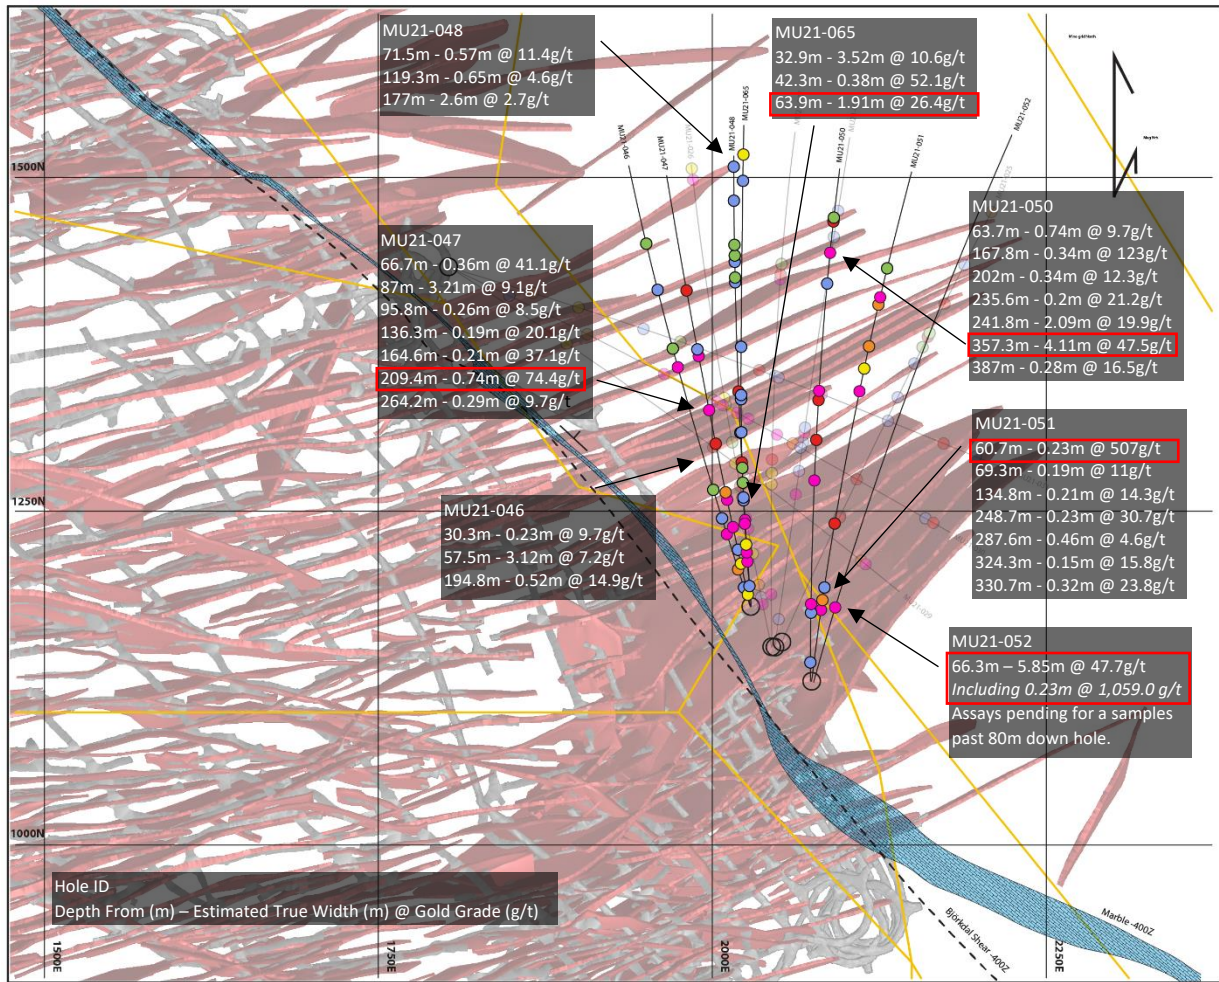 MU21-048
71.5m - 0.57m @ 11.4g/t
119.3m - 0.65m @ 4.6g/t
177m - 2.6m @ 2.7g/t
MU21-065
32.9m - 3.52m @ 10.6g/t
42.3m - 0.38m @ 52.1g/t
63.9m - 1.91m @ 26.4g/t
MU21-046
MU21-047
MU21-026
MU21-048
MU21-065
MU21-050
MU21-051
MU21-052
MU21-025
1500N
MU21-047
66.7m - 0.36m @ 41.1g/t
87m - 3.21m @ 9.1g/t
95.8m - 0.26m @ 8.5g/t
136.3m - 0.19m @ 20.1g/t
164.6m - 0.21m @ 37.1g/t
209.4m - 0.74m @ 74.4g/t
264.2m - 0.29m @ 9.7g/t
MU21-050
63.7m - 0.74m @ 9.7g/t
167.8m - 0.34m @ 123g/t
202m - 0.34m @ 12.3g/t
235.6m - 0.2m @ 21.2g/t
241.8m - 2.09m @ 19.9g/t
357.3m - 4.11m @ 47.5g/t
387m - 0.28m @ 16.5g/t
MU21-051
60.7m - 0.23m @ 507g/t
69.3m - 0.19m @ 11g/t
134.8m - 0.21m @ 14.3g/t
248.7m - 0.23m @ 30.7g/t
287.6m - 0.46m @ 4.6g/t
324.3m - 0.15m @ 15.8g/t
330.7m - 0.32m @ 23.8g/t
1250N
MU21-046
30.3m - 0.23m @ 9.7g/t
57.5m - 3.12m @ 7.2g/t
194.8m - 0.52m @ 14.9g/t
MU21-052
66.3m – 5.85m @ 47.7g/t
Including 0.23m @ 1,059.0 g/t
Assays pending for a samples
past 80m down hole.
1000N
Hole ID
Depth From (m) – Estimated True Width (m) @ Gold Grade (g/t)
1500E
1750E
2000E
2250E
Björkdal Shear -400Z
Marble -400Z